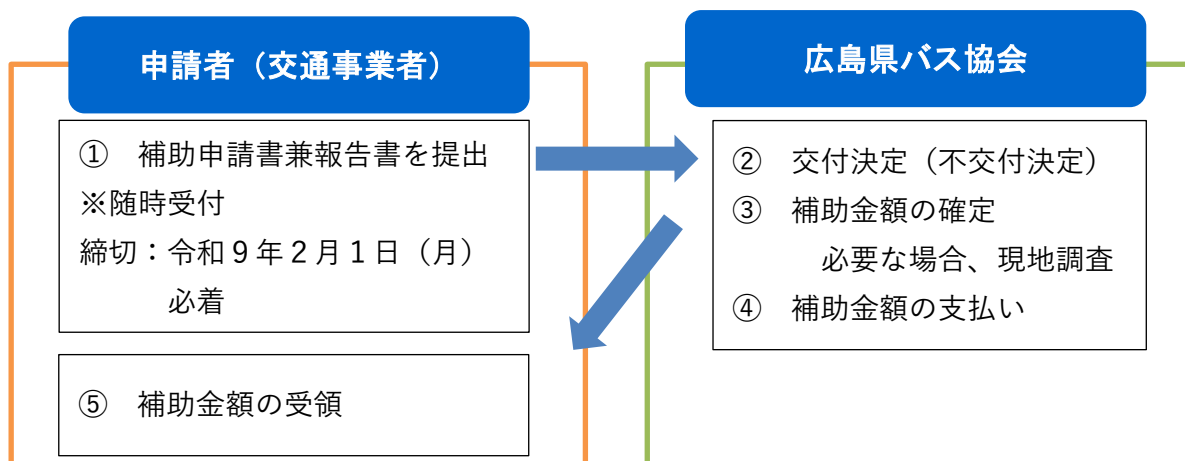 申請者（交通事業者）
① 補助申請書兼報告書を提出
※随時受付
締切：令和９年２月１日（月）
必着
⑤ 補助金額の受領
広島県バス協会
② 交付決定（不交付決定）
③ 補助金額の確定
必要な場合、現地調査
④ 補助金額の支払い